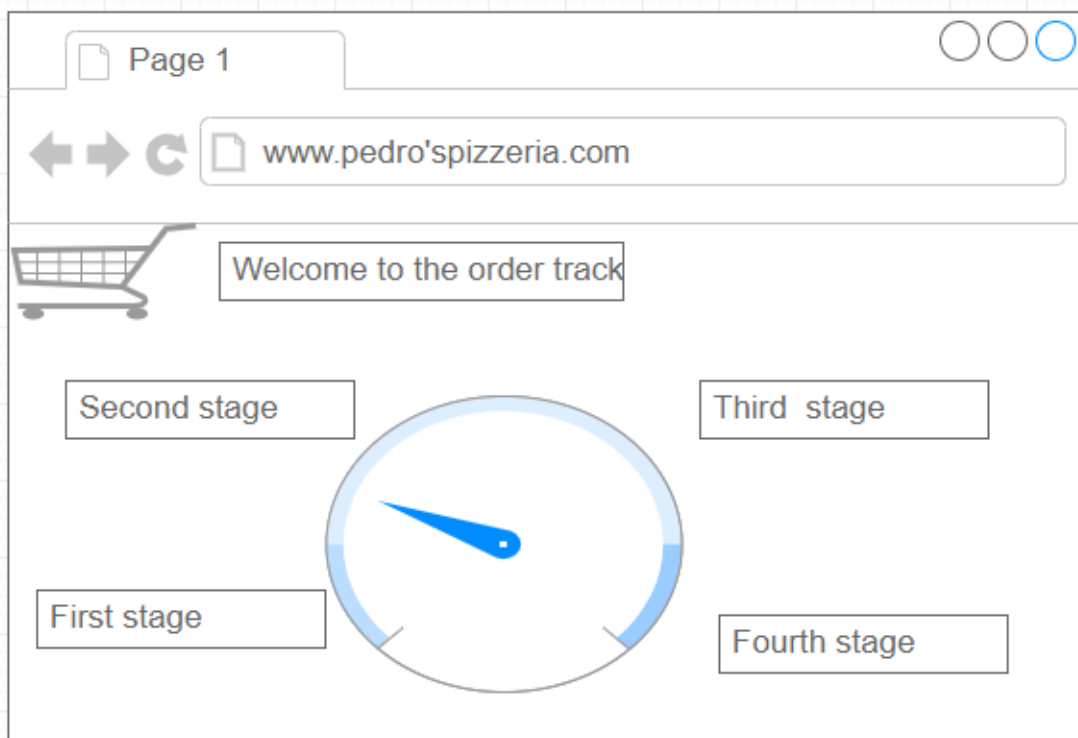 Page 1
www.pedro'spizzeria.com
Welcome to the order track
Second stage
Third  stage
First stage
Fourth stage